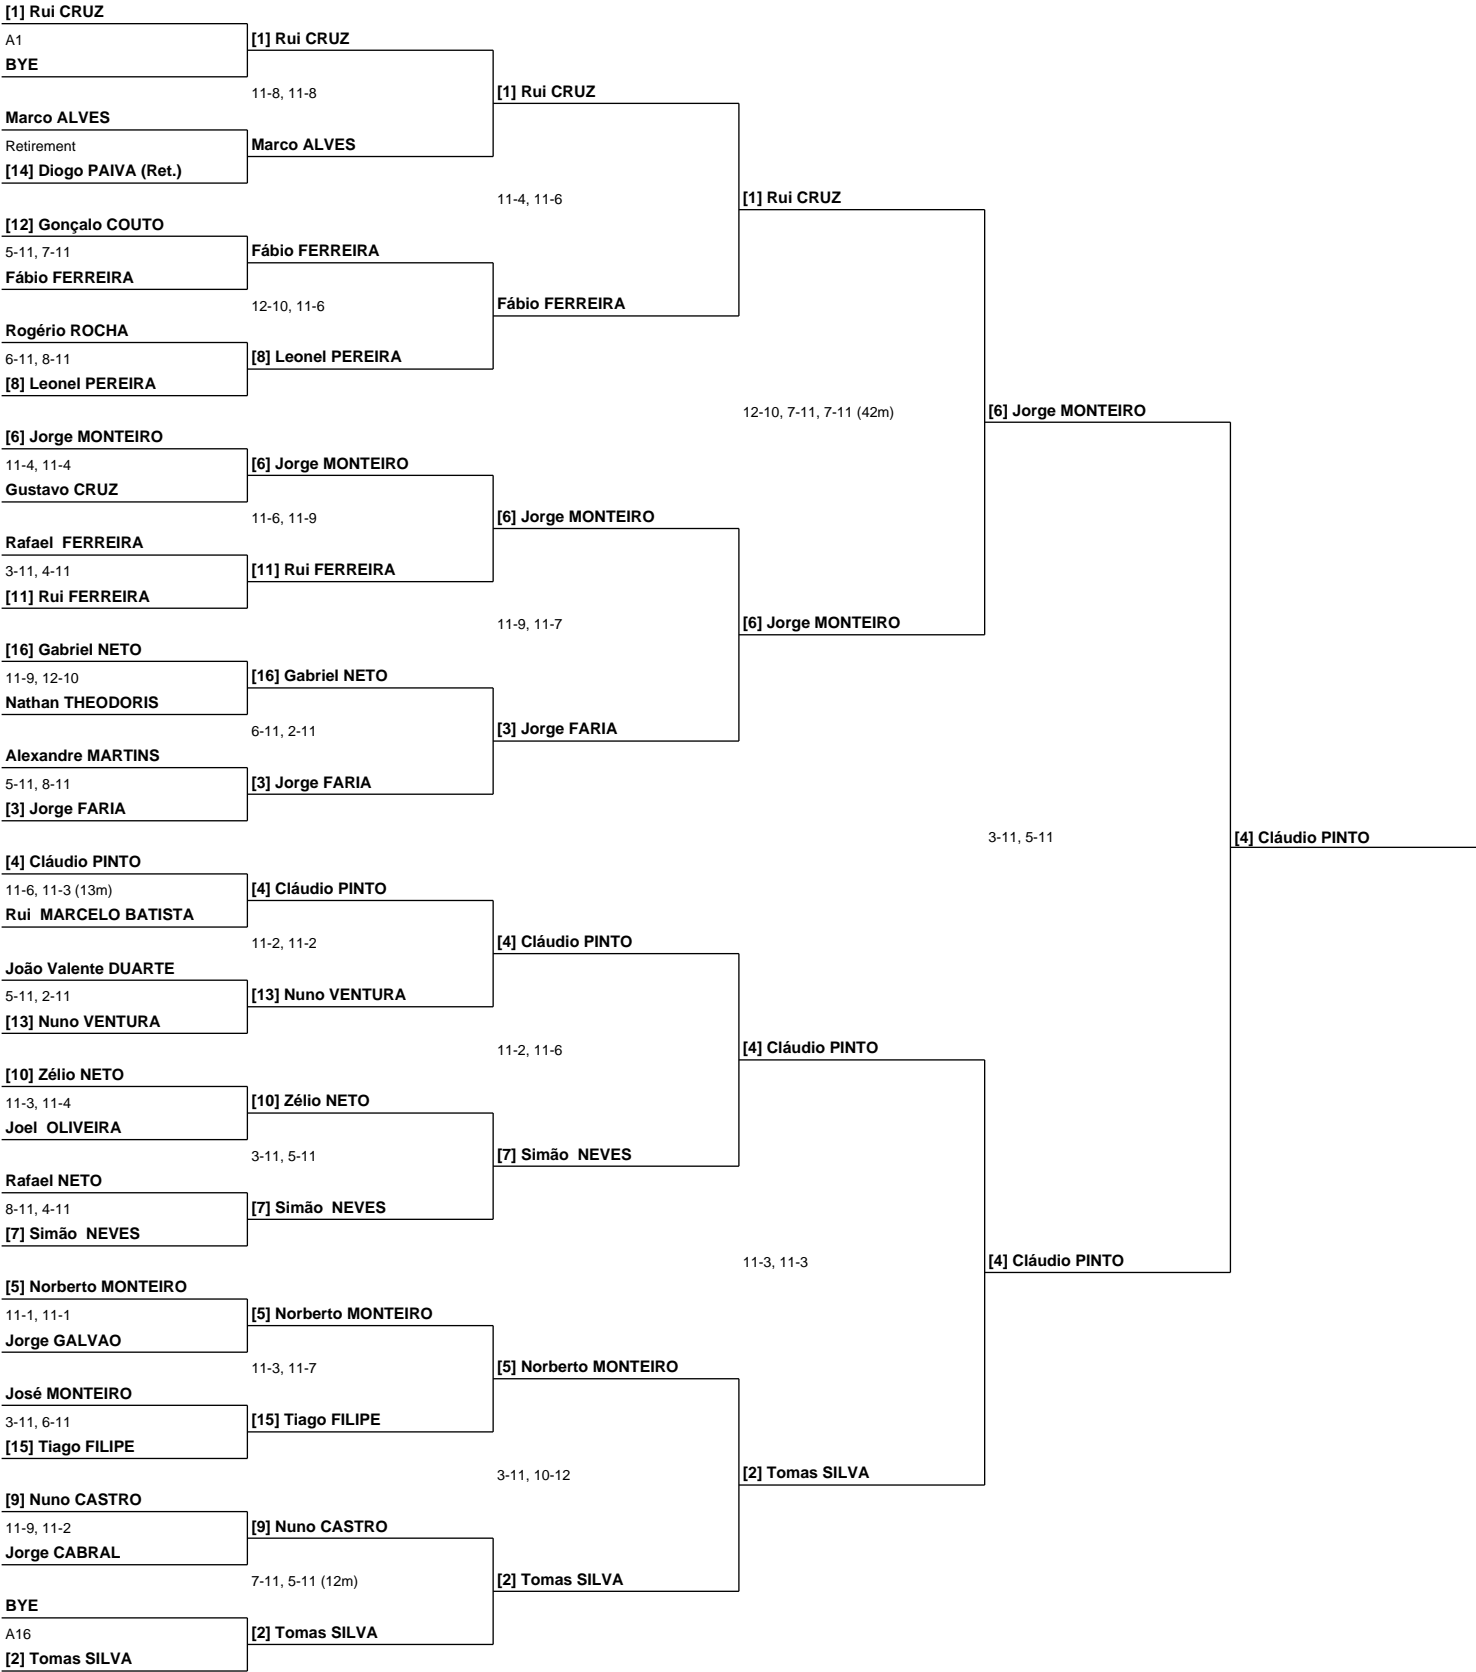 [1] Rui CRUZ
A1
BYE
Marco ALVES
Retirement
[14] Diogo PAIVA (Ret.)
[12] Gonçalo COUTO
5-11, 7-11
Fábio FERREIRA
Rogério ROCHA
6-11, 8-11
[8] Leonel PEREIRA
[6] Jorge MONTEIRO
11-4, 11-4
Gustavo CRUZ
Rafael  FERREIRA
3-11, 4-11
[11] Rui FERREIRA
[16] Gabriel NETO
11-9, 12-10
Nathan THEODORIS
Alexandre MARTINS
5-11, 8-11
[3] Jorge FARIA
[4] Cláudio PINTO
11-6, 11-3 (13m)
Rui  MARCELO BATISTA
João Valente DUARTE
5-11, 2-11
[13] Nuno VENTURA
[10] Zélio NETO
11-3, 11-4
Joel  OLIVEIRA
Rafael NETO
8-11, 4-11
[7] Simão  NEVES
[5] Norberto MONTEIRO
11-1, 11-1
Jorge GALVAO
José MONTEIRO
3-11, 6-11
[15] Tiago FILIPE
[9] Nuno CASTRO
11-9, 11-2
Jorge CABRAL
BYE
A16
[2] Tomas SILVA
[1] Rui CRUZ
11-8, 11-8
Marco ALVES
Fábio FERREIRA
12-10, 11-6
[8] Leonel PEREIRA
[6] Jorge MONTEIRO
11-6, 11-9
[11] Rui FERREIRA
[16] Gabriel NETO
6-11, 2-11
[3] Jorge FARIA
[4] Cláudio PINTO
11-2, 11-2
[13] Nuno VENTURA
[10] Zélio NETO
3-11, 5-11
[7] Simão  NEVES
[5] Norberto MONTEIRO
11-3, 11-7
[15] Tiago FILIPE
[9] Nuno CASTRO
7-11, 5-11 (12m)
[2] Tomas SILVA
[1] Rui CRUZ
11-4, 11-6
Fábio FERREIRA
[6] Jorge MONTEIRO
11-9, 11-7
[3] Jorge FARIA
[4] Cláudio PINTO
11-2, 11-6
[7] Simão  NEVES
[5] Norberto MONTEIRO
3-11, 10-12
[2] Tomas SILVA
[1] Rui CRUZ
12-10, 7-11, 7-11 (42m)
[6] Jorge MONTEIRO
[4] Cláudio PINTO
11-3, 11-3
[2] Tomas SILVA
[6] Jorge MONTEIRO
3-11, 5-11
[4] Cláudio PINTO
[4] Cláudio PINTO